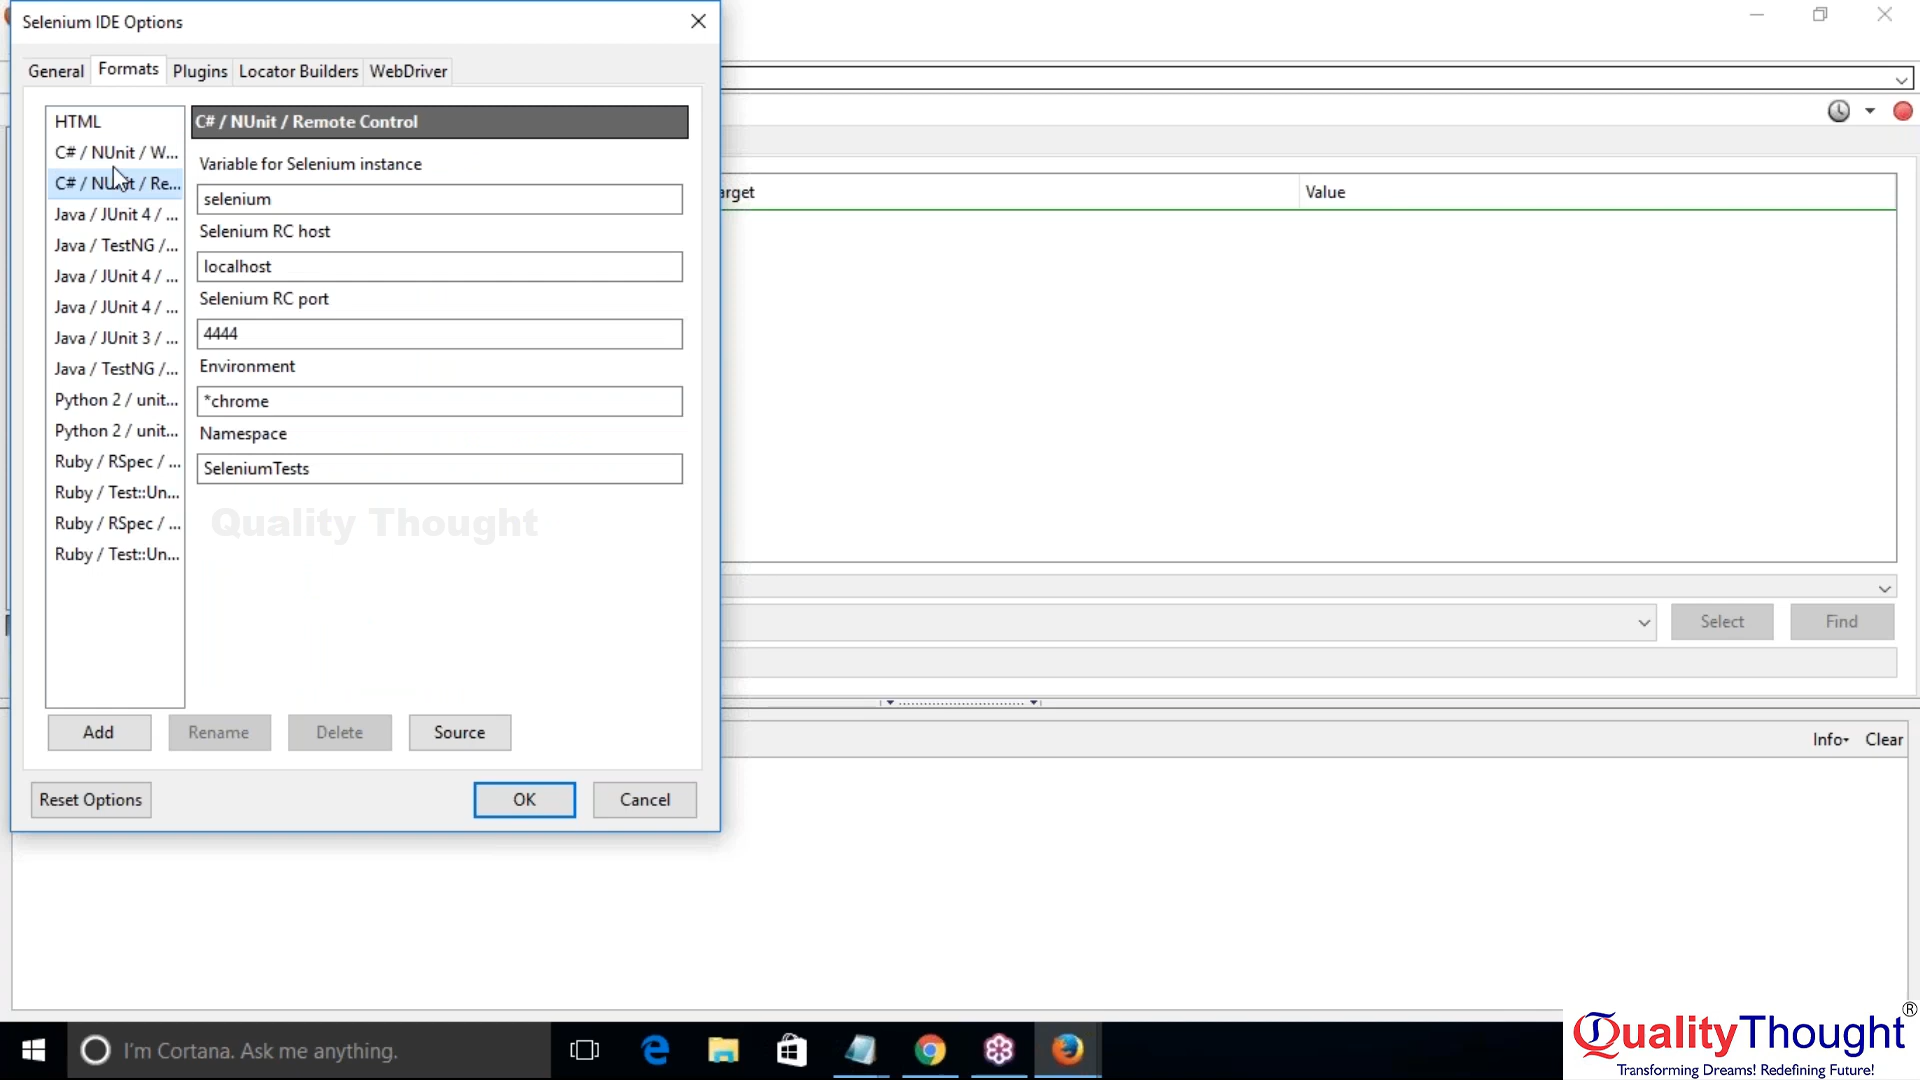 Selenium IDE Options
General Formats Plugins Locator Builders WebDriver
HTML
C# / NUnit / W...
C# / NUnit / Re...
Java / JUnit 4 / ...
Java / TestNG /...
Java / JUnit 4 / ...
Java / JUnit 4 / ...
Java / JUnit 3 / ...
Java / TestNG /...
Python 2 / unit...
Python 2 / unit...
Ruby / RSpec / ...
Ruby / Test::Un...
Ruby / RSpec / ...
Ruby / Test::Un...
C# / NUnit / Remote Control
Variable for Selenium instance
selenium
Selenium RC host
localhost
Selenium RC port
4444
Environment
*chrome
Namespace
SeleniumTests
Quality Thought
Add Rename Delete Source
Reset Options OK Cancel
arget Value
Select Find
Info Clear
I'm Cortana. Ask me anything.
QualityThought®
Transforming Dreams! Redefining Future!